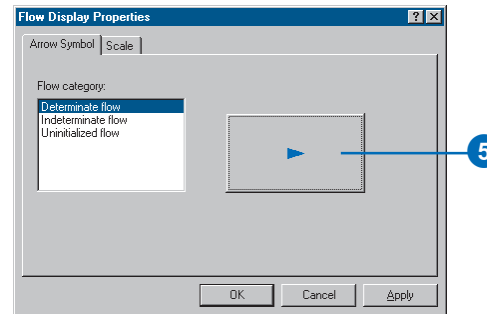 Flow Display Properties
Arrow Symbol Scale
Flow category:
Determinate flow
Indeterminate flow
Uninitialized flow
5
OK Cancel Apply